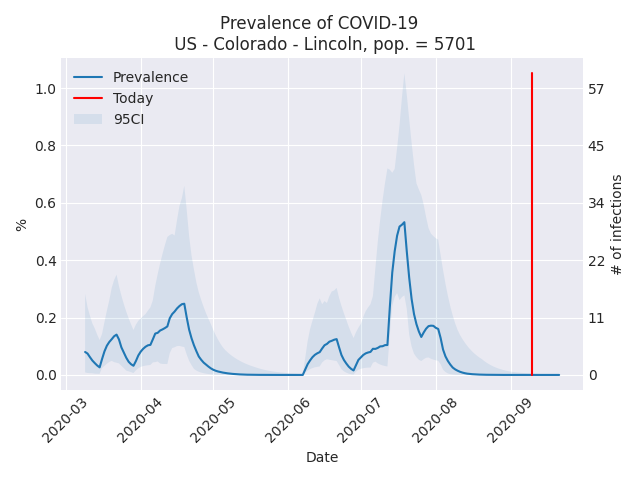 Prevalence of COVID-19
US - Colorado - Lincoln, pop. = 5701
Prevalence
Today
95CI
%
1.0
0.8
0.6
0.4
0.2
0.0
57
45
34
22
11
0
# of infections
2020-03
2020-04
2020-05
2020-06
2020-07
2020-08
2020-09
Date